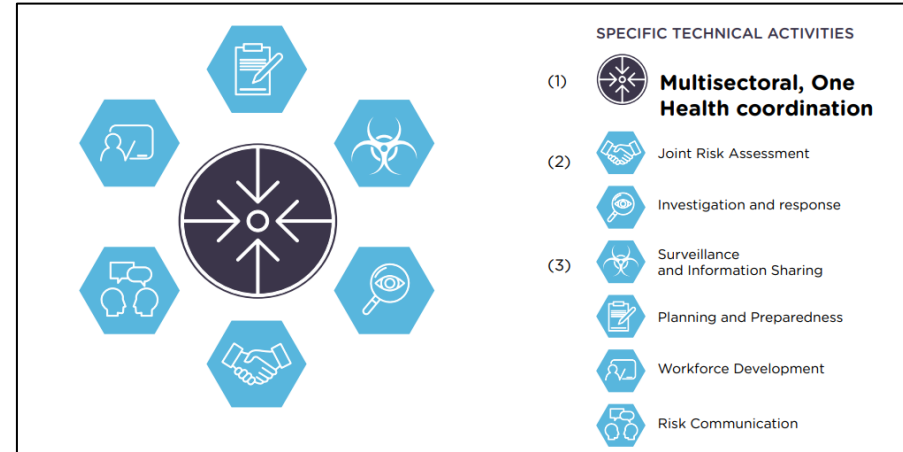 SPECIFIC TECHNICAL ACTIVITIES
(1)
Multisectoral, One
Health coordination
(2)
Joint Risk Assessment
Investigation and response
(3)
Surveillance
and Information Sharing
Planning and Preparedness
Workforce Development
Risk Communication